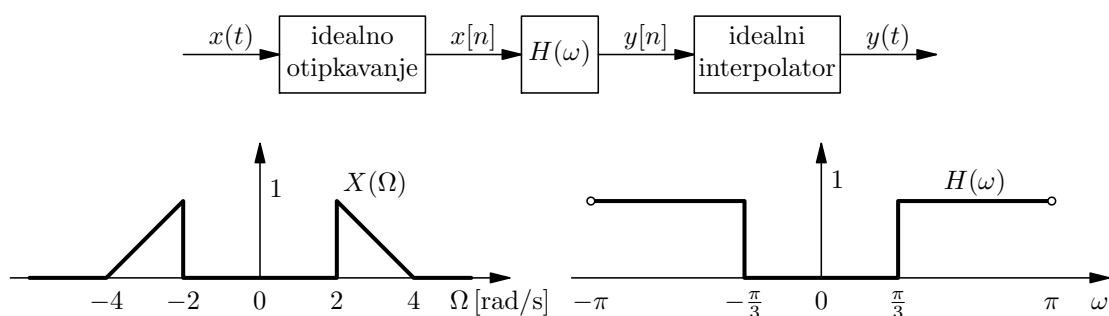 x(t) idealno otipkavanje x[n] H(ω) y[n] idealni interpolator y(t)
1 X(Ω)
−4 −2 0 2 4 Ω [rad/s]
1 H(ω)
−π −π/3 0 π/3 π ω